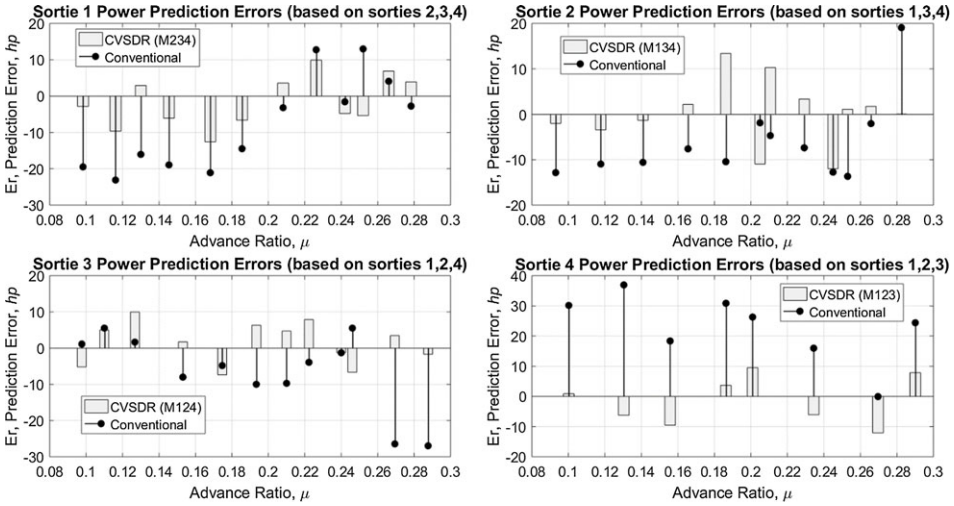 Sortie 1 Power Prediction Errors (based on sorties 2,3,4)
Er, Prediction Error, hp
20
10
0
-10
-20
-30
CVSDR (M234)
Conventional
0.08 0.1 0.12 0.14 0.16 0.18 0.2 0.22 0.24 0.26 0.28 0.3
Advance Ratio, μ
Sortie 2 Power Prediction Errors (based on sorties 1,3,4)
Er, Prediction Error, hp
20
10
0
-10
-20
CVSDR (M134)
Conventional
0.08 0.1 0.12 0.14 0.16 0.18 0.2 0.22 0.24 0.26 0.28 0.3
Advance Ratio, μ
Sortie 3 Power Prediction Errors (based on sorties 1,2,4)
Er, Prediction Error, hp
20
10
0
-10
-20
-30
CVSDR (M124)
Conventional
0.08 0.1 0.12 0.14 0.16 0.18 0.2 0.22 0.24 0.26 0.28 0.3
Advance Ratio, μ
Sortie 4 Power Prediction Errors (based on sorties 1,2,3)
Er, Prediction Error, hp
40
30
20
10
0
-10
-20
CVSDR (M123)
Conventional
0.08 0.1 0.12 0.14 0.16 0.18 0.2 0.22 0.24 0.26 0.28 0.3
Advance Ratio, μ